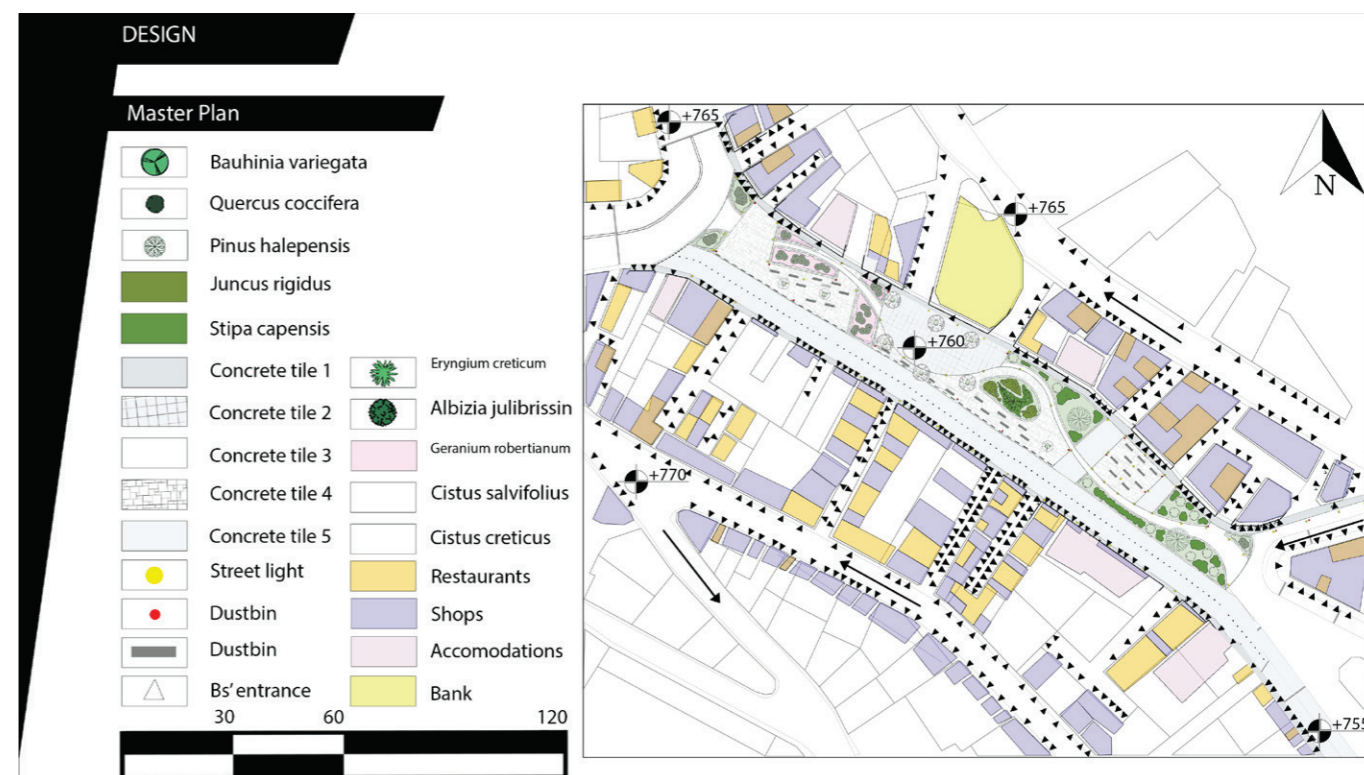 DESIGN
Master Plan
Bauhinia variegata
Quercus coccifera
Pinus halepensis
Juncus rigidus
Stipa capensis
Concrete tile 1
Concrete tile 2
Concrete tile 3
Concrete tile 4
Concrete tile 5
Street light
Dustbin
Dustbin
Bs' entrance
Eryngium creticum
Albizia julibrissin
Geranium robertianum
Cistus salvifolius
Cistus creticus
Restaurants
Shops
Accomodations
Bank
30 60 120
+765
N
+765
+760
+770
+755